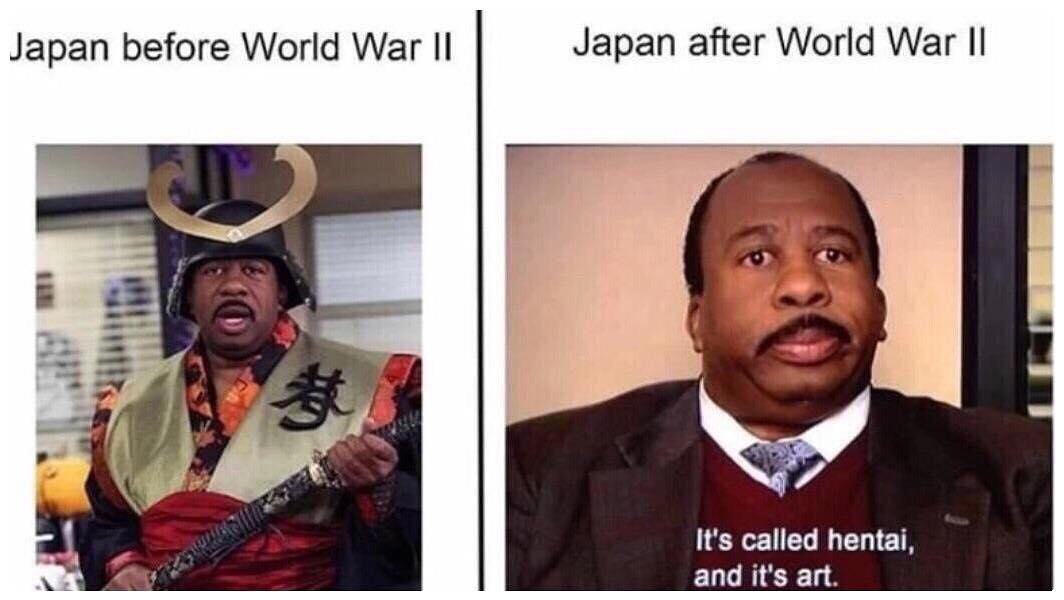 Japan before World War II
Japan after World War II
It's called hentai,
and it's art.